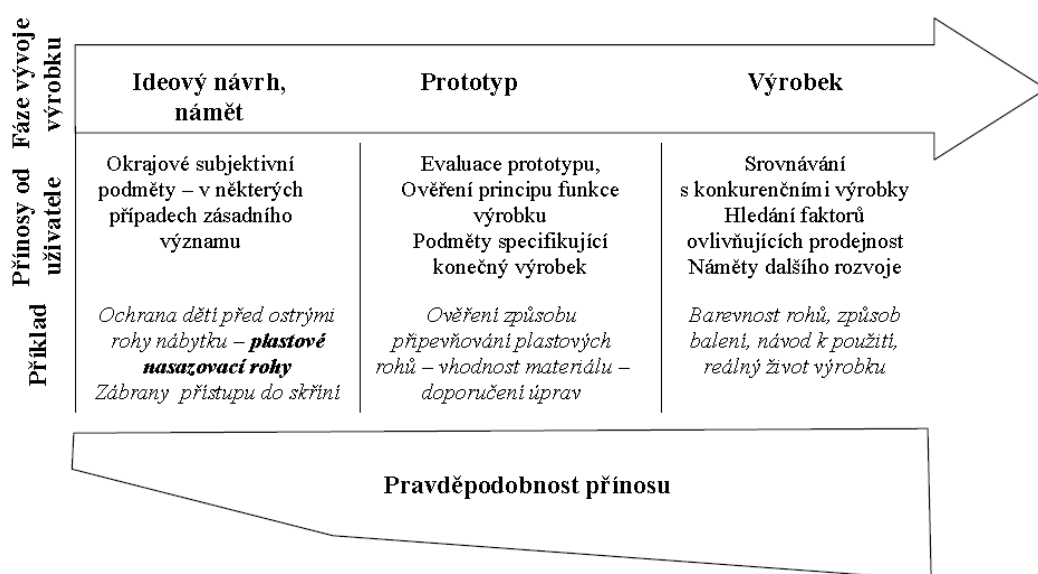 Fáze vývoje
výrobku
Ideový návrh,
námět
Prototyp
Výrobek
Přínosy od
uživatele
Okrajové subjektivní
podměty – v některých
případech zásadního
významu
Evaluace prototypu,
Ověření principu funkce
výrobku
Podměty specifikující
konečný výrobek
Srovnávání
s konkurenčními výrobky
Hledání faktorů
ovlivňujících prodejnost
Náměty dalšího rozvoje
Příklad
Ochrana dětí před ostrými
rohy nábytku – plastové
nasazovací rohy
Zábrany přístupu do skříní
Ověření způsobu
připevňování plastových
rohů – vhodnost materiálu –
doporučení úprav
Barevnost rohů, způsob
balení, návod k použití,
reálný život výrobku
Pravděpodobnost přínosu